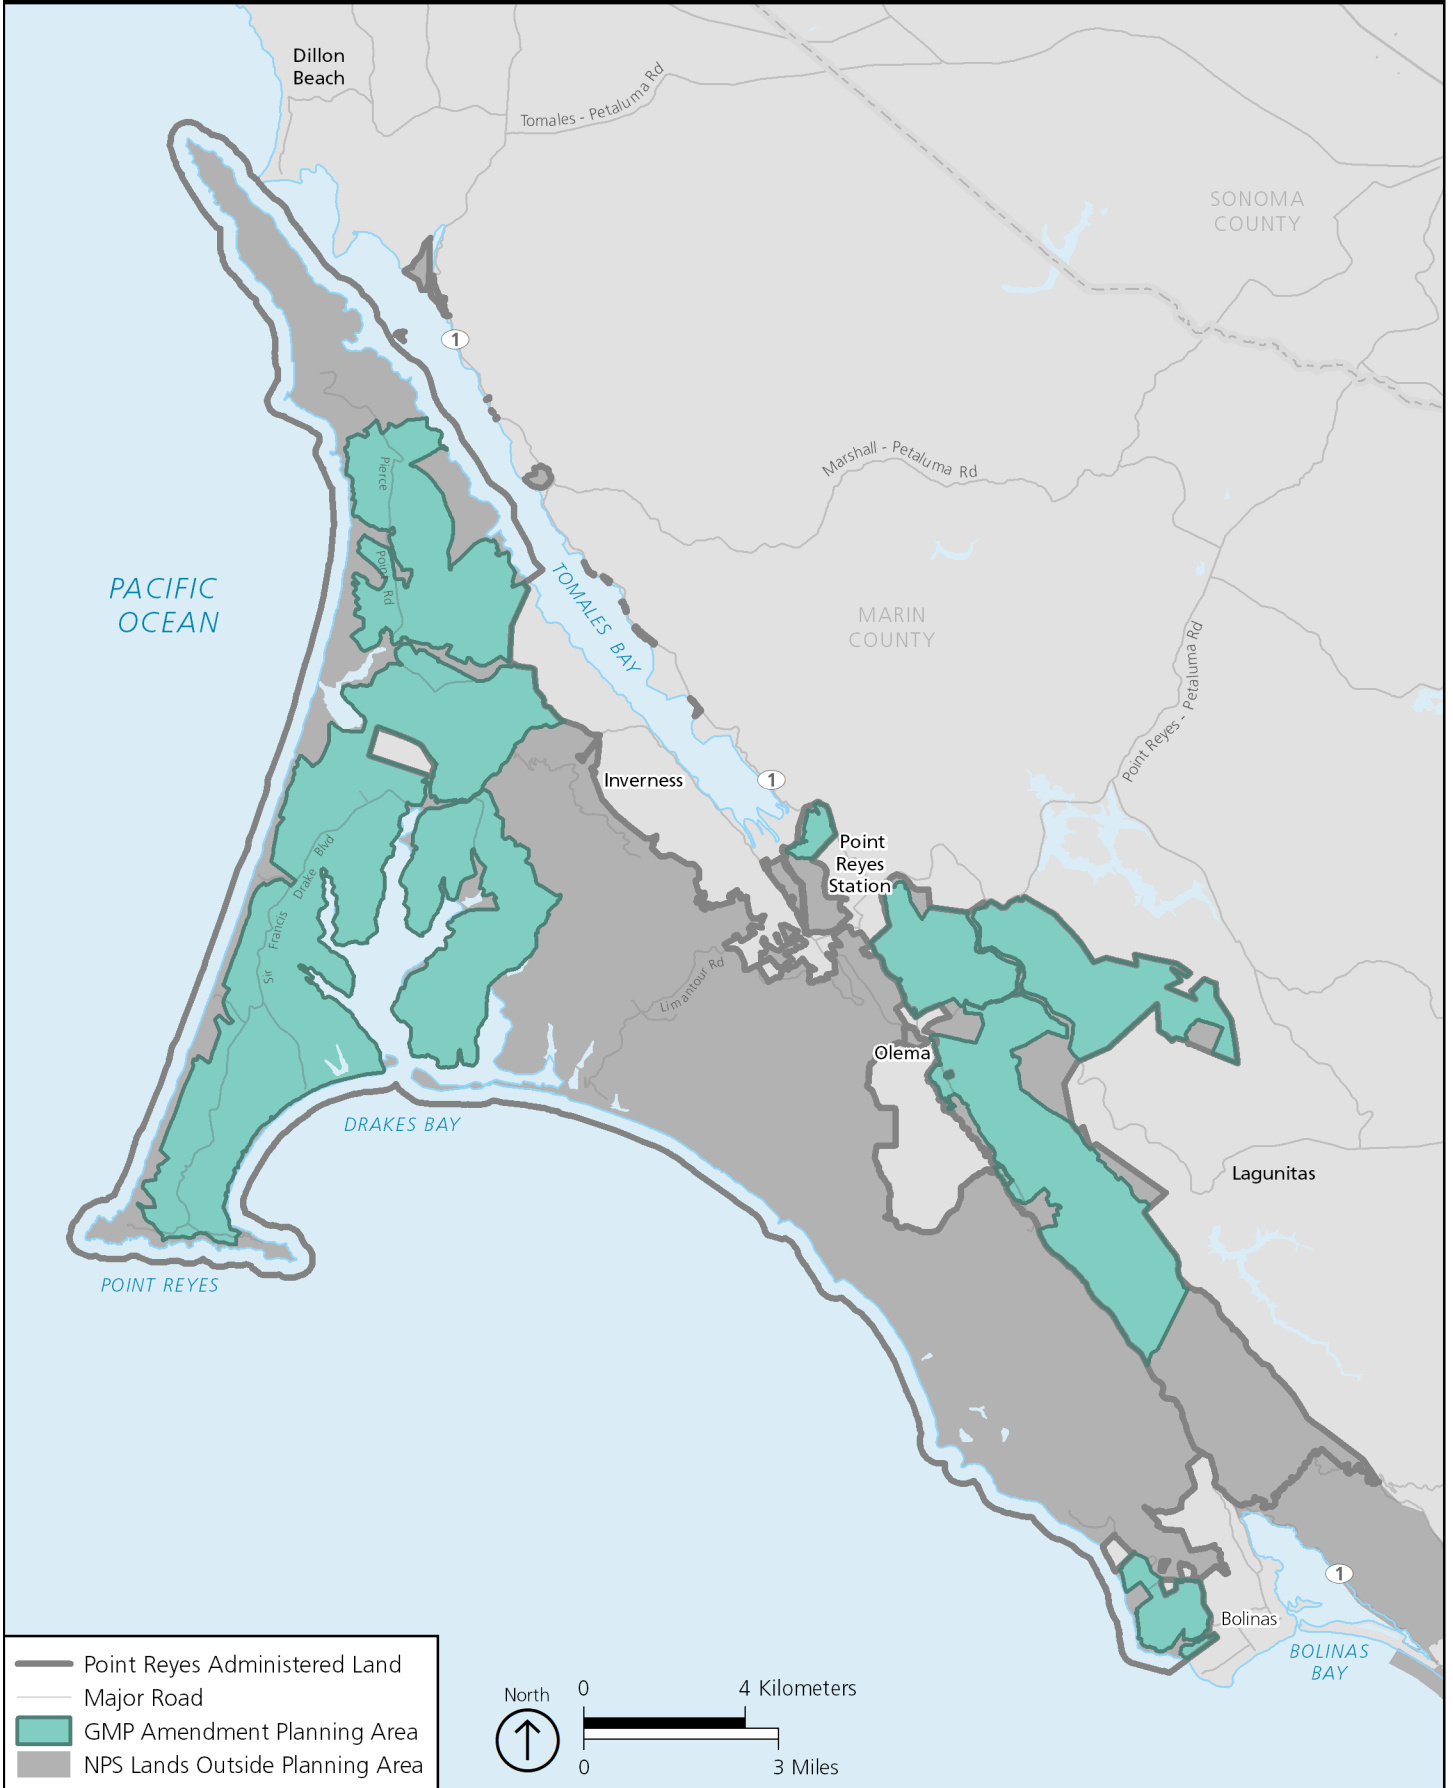 Dillon
Beach
Tomales - Petaluma Rd
SONOMA
COUNTY
1
Marshall - Petaluma Rd
Pierce
Point Rd
PACIFIC
OCEAN
TOMALES BAY
MARIN
COUNTY
Point Reyes - Petaluma Rd
Inverness
1
Point
Reyes
Station
Sir Francis Drake Blvd
Limantour Rd
Olema
DRAKES BAY
Lagunitas
POINT REYES
1
Bolinas
BOLINAS
BAY
Point Reyes Administered Land
Major Road
GMP Amendment Planning Area
NPS Lands Outside Planning Area
North
0 4 Kilometers
0 3 Miles